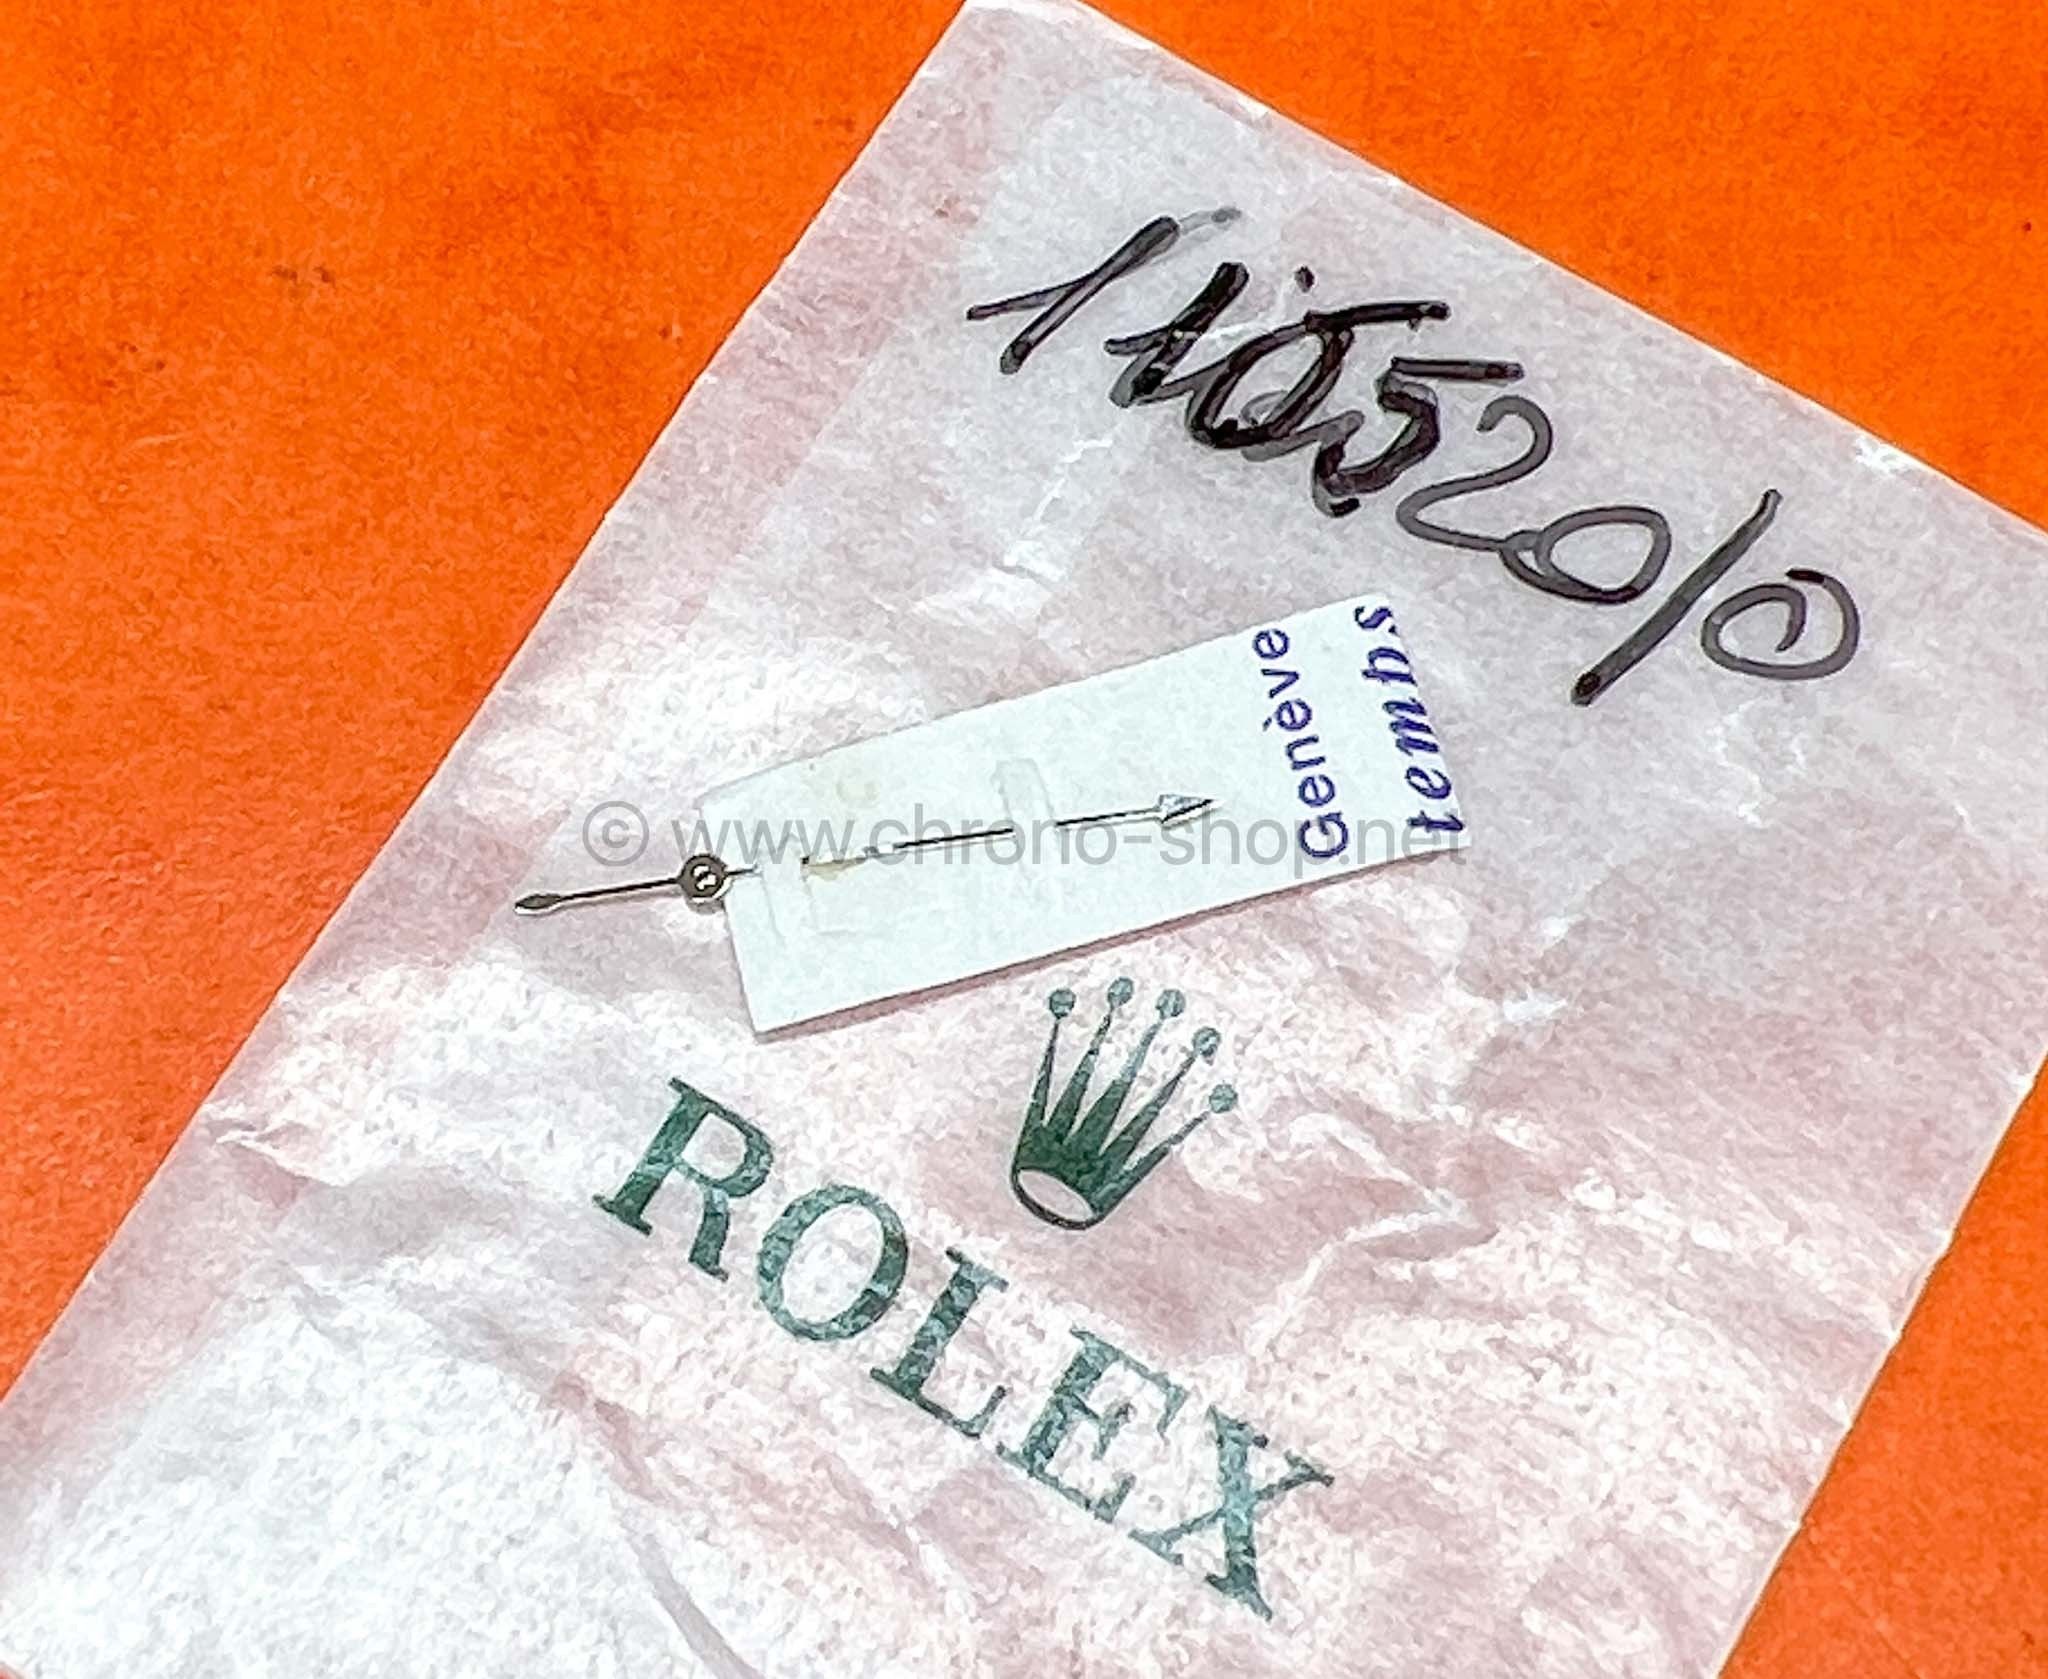 116520/0
Genève
temps
© www.chrono-shop.net
ROLEX